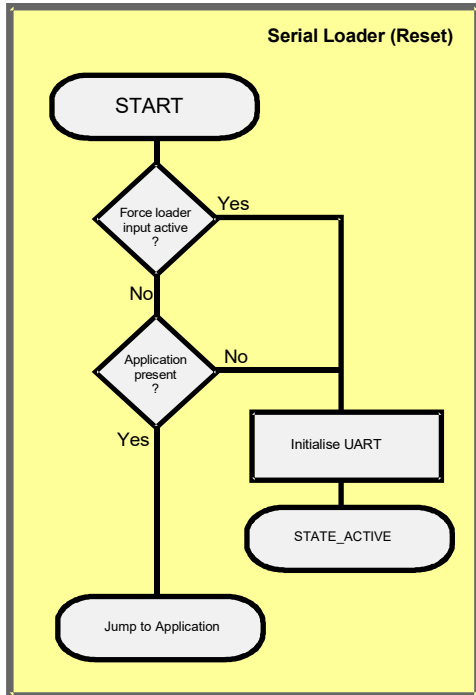 Serial Loader (Reset)
START
Force loader
input active
?
Yes
No
Application
present
?
No
Yes
Initialise UART
STATE_ACTIVE
Jump to Application